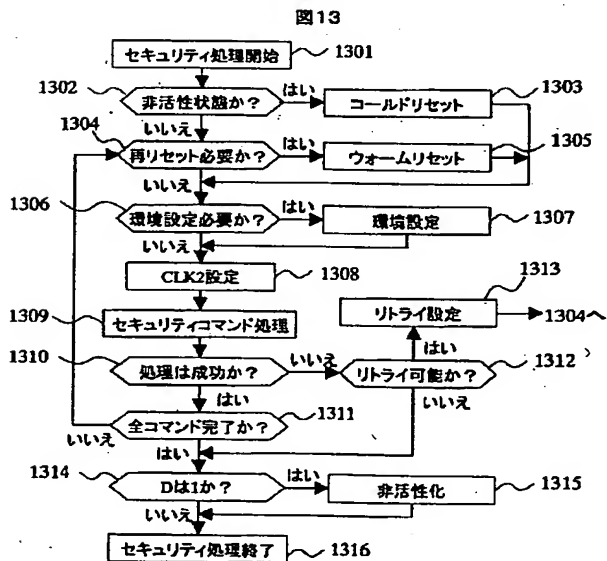 図13
セキュリティ処理開始 1301
1302 非活性状態か? はい コールドリセット 1303
いいえ
1304 再リセット必要か? はい ウォームリセット 1305
いいえ
1306 環境設定必要か? はい 環境設定 1307
いいえ
CLK2設定 1308
1309 セキュリティコマンド処理
リトライ設定 1313 1304へ
はい
1310 処理は成功か? いいえ リトライ可能か? 1312
はい いいえ
いいえ 全コマンド完了か? 1311
はい
1314 Dは1か? はい 非活性化 1315
いいえ
セキュリティ処理終了 1316